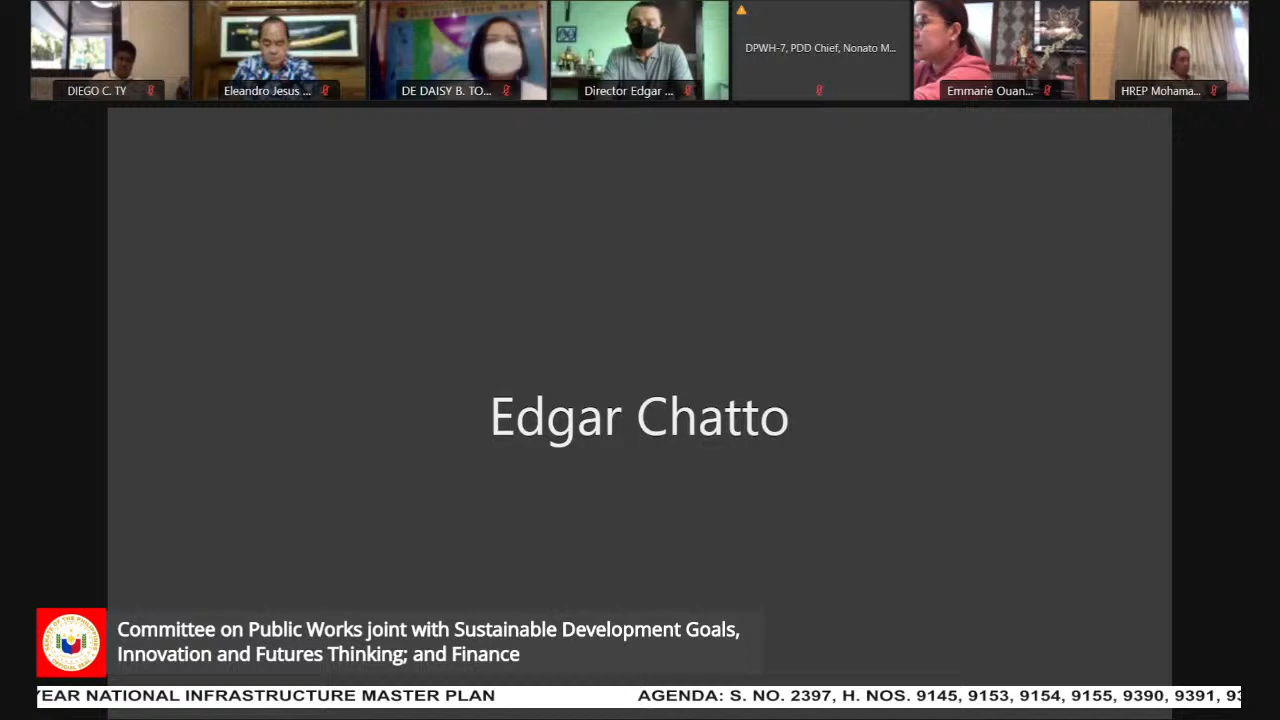 DIEGO C. TY
Eleandro Jesus ...
DE DAISY B. TO...
Director Edgar ...
DPWH-7, PDD Chief, Nonato M...
Emmarie Ouan...
HREP Mohama...
Edgar Chatto
Committee on Public Works joint with Sustainable Development Goals,
Innovation and Futures Thinking; and Finance
YEAR NATIONAL INFRASTRUCTURE MASTER PLAN AGENDA: S. NO. 2397, H. NOS. 9145, 9153, 9154, 9155, 9390, 9391,